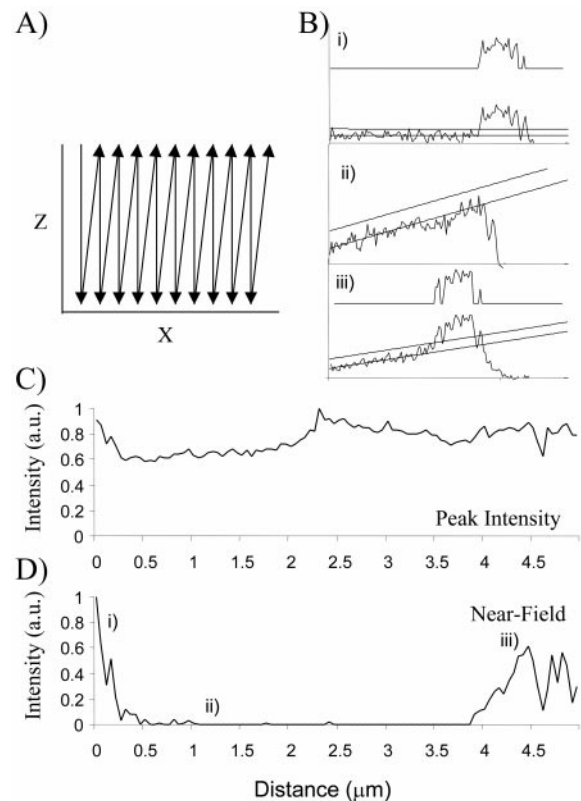 A)
B)
i)
ii)
iii)
Z
X
C)
Intensity (a.u.)
1
0.8
0.6
0.4
0.2
0
Peak Intensity
0 0.5 1 1.5 2 2.5 3 3.5 4 4.5
D)
Intensity (a.u.)
1
0.8
0.6
0.4
0.2
0
Near-Field
i)
ii)
iii)
0 0.5 1 1.5 2 2.5 3 3.5 4 4.5
Distance (μm)